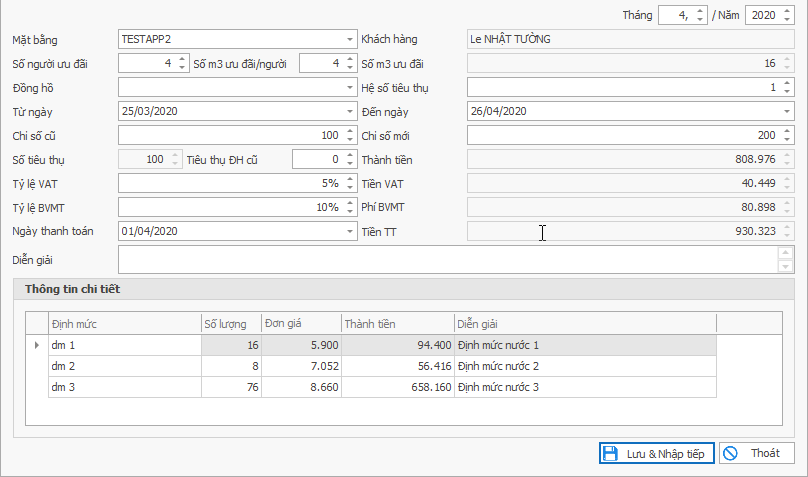 Tháng 4, / Năm 2020
Mặt bằng TESTAPP2 Khách hàng Le NHẬT TƯỜNG
Số người ưu đãi 4 Số m3 ưu đãi/người 4 Số m3 ưu đãi 16
Đồng hồ Hệ số tiêu thụ 1
Từ ngày 25/03/2020 Đến ngày 26/04/2020
Chỉ số cũ 100 Chỉ số mới 200
Số tiêu thụ 100 Tiêu thụ ĐH cũ 0 Thành tiền 808.976
Tỷ lệ VAT 5% Tiền VAT 40.449
Tỷ lệ BVMT 10% Phí BVMT 80.898
Ngày thanh toán 01/04/2020 Tiền TT 930.323
Diễn giải
Thông tin chi tiết
Định mức Số lượng Đơn giá Thành tiền Diễn giải
dm 1 16 5.900 94.400 Định mức nước 1
dm 2 8 7.052 56.416 Định mức nước 2
dm 3 76 8.660 658.160 Định mức nước 3
Lưu & Nhập tiếp Thoát